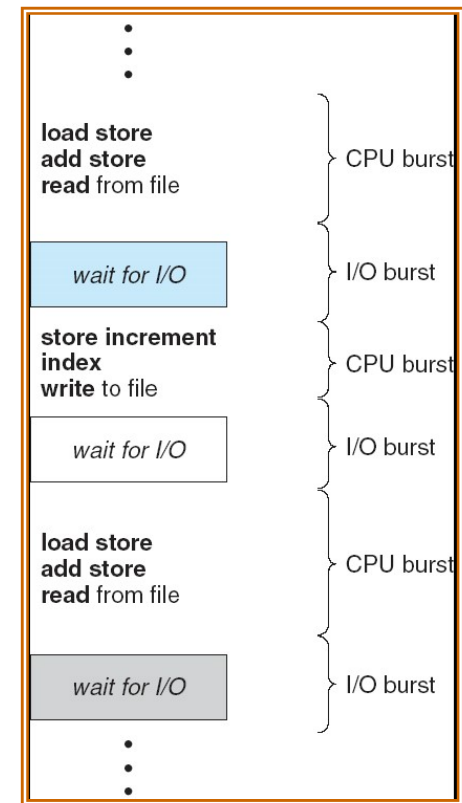 load store
add store
read from file
CPU burst
wait for I/O
I/O burst
store increment
index
write to file
CPU burst
wait for I/O
I/O burst
load store
add store
read from file
CPU burst
wait for I/O
I/O burst